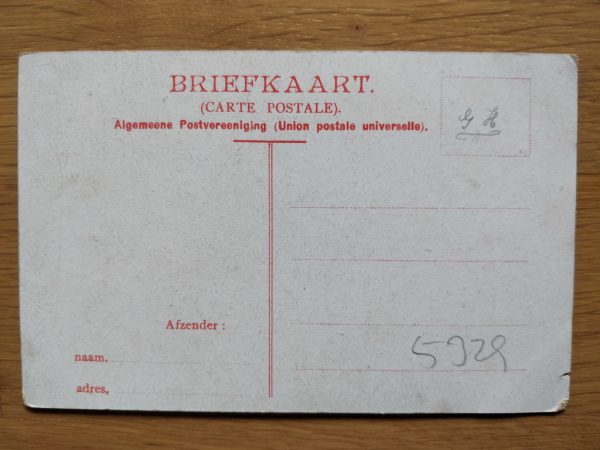 BRIEFKAART.
(CARTE POSTALE).
Algemeene Postvereeniging (Union postale universelle).
G H
Afzender :
naam.
adres,
5929